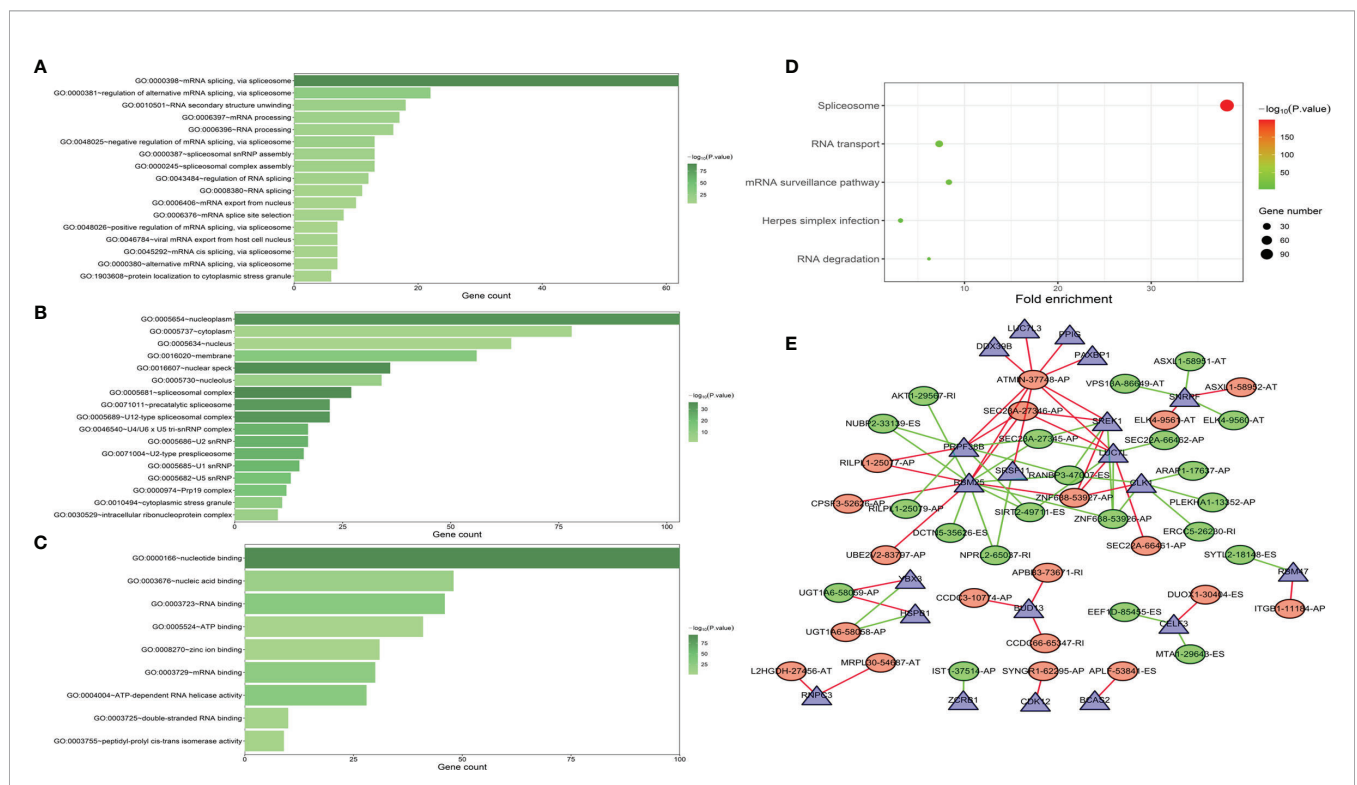 A
GO:0000398~mRNA splicing, via spliceosome
GO:0000381~regulation of alternative mRNA splicing, via spliceosome
GO:0010501~RNA secondary structure unwinding
GO:0006397~mRNA processing
GO:0006396~RNA processing
GO:0048025~negative regulation of mRNA splicing, via spliceosome
GO:0000387~spliceosomal snRNP assembly
GO:0000245~spliceosomal complex assembly
GO:0043484~regulation of RNA splicing
GO:0008380~RNA splicing
GO:0006406~mRNA export from nucleus
GO:0006376~mRNA splice site selection
GO:0048026~positive regulation of mRNA splicing, via spliceosome
GO:0046784~viral mRNA export from host cell nucleus
GO:0045292~mRNA cis splicing, via spliceosome
GO:0000380~alternative mRNA splicing, via spliceosome
GO:1903608~protein localization to cytoplasmic stress granule
0 20 40 60
Gene count
−log10(P.value)
75
50
25
B
GO:0005654~nucleoplasm
GO:0005737~cytoplasm
GO:0005634~nucleus
GO:0016020~membrane
GO:0016607~nuclear speck
GO:0005730~nucleolus
GO:0005681~spliceosomal complex
GO:0071011~precatalytic spliceosome
GO:0005689~U12-type spliceosomal complex
GO:0046540~U4/U6 x U5 tri-snRNP complex
GO:0005686~U2 snRNP
GO:0071004~U2-type prespliceosome
GO:0005685~U1 snRNP
GO:0005682~U5 snRNP
GO:0000974~Prp19 complex
GO:0010494~cytoplasmic stress granule
GO:0030529~intracellular ribonucleoprotein complex
0 25 50 75 100
Gene count
−log10(P.value)
30
20
10
C
GO:0000166~nucleotide binding
GO:0003676~nucleic acid binding
GO:0003723~RNA binding
GO:0005524~ATP binding
GO:0008270~zinc ion binding
GO:0003729~mRNA binding
GO:0004004~ATP-dependent RNA helicase activity
GO:0003725~double-stranded RNA binding
GO:0003755~peptidyl-prolyl cis-trans isomerase activity
0 25 50 75 100
Gene count
−log10(P.value)
75
50
25
D
Spliceosome
RNA transport
mRNA surveillance pathway
Herpes simplex infection
RNA degradation
10 20 30
Fold enrichment
−log10(P.value)
150
100
50
Gene number
30
60
90
E
LUC7L3
PPIG
DDX39B
PAXBP1
ATMIN-37748-AP
ASXL1-58951-AT
VPS13A-86649-AT
ASXL1-58952-AT
SNRPF
AKT1-29567-RI
SEC23A-27346-AP
SREK1
ELK4-9561-AT
ELK4-9560-AT
NUBP2-33139-ES
SEC23A-27345-AP
SEC22A-66462-AP
PRPF38B
LUC7L
RILPL1-25077-AP
SRSF11
RANBP3-47007-ES
ARAP1-17637-AP
RBM25
CLK1
CPSF3-52626-AP
ZNF638-53927-AP
PLEKHA1-13352-AP
RILPL1-25079-AP
SIRT2-49711-ES
ZNF638-53926-AP
DCTN5-35626-ES
ERCC5-26230-RI
UBE2V2-83797-AP
NPRL2-65037-RI
SEC22A-66461-AP
SYTL2-18148-ES
APBB3-73671-RI
RBM47
YBX3
UGT1A6-58059-AP
CCDC3-10774-AP
DUOX1-30404-ES
ITGB1-11184-AP
HSPB1
BUD13
EEF1D-85455-ES
CELF3
UGT1A6-58058-AP
CCDC66-65347-RI
MTA1-29643-ES
MRPL30-54687-AT
L2HGDH-27456-AT
IST1-37514-AP
SYNGR1-62295-AP
APLF-53841-ES
RNPC3
ZCRB1
CDK12
BCAS2